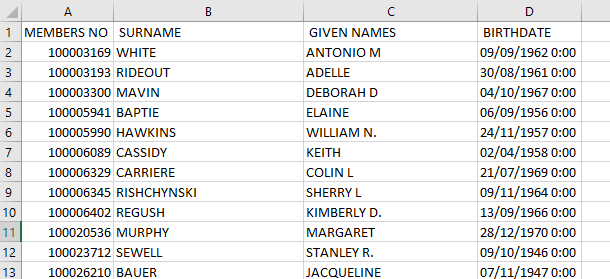 A B C D
1 MEMBERS NO SURNAME GIVEN NAMES BIRTHDATE
2 100003169 WHITE ANTONIO M 09/09/1962 0:00
3 100003193 RIDEOUT ADELLE 30/08/1961 0:00
4 100003300 MAVIN DEBORAH D 04/10/1967 0:00
5 100005941 BAPTIE ELAINE 06/09/1956 0:00
6 100005990 HAWKINS WILLIAM N. 24/11/1957 0:00
7 100006089 CASSIDY KEITH 02/04/1958 0:00
8 100006329 CARRIERE COLIN L 21/07/1969 0:00
9 100006345 RISHCHYNSKI SHERRY L 09/11/1964 0:00
10 100006402 REGUSH KIMBERLY D. 13/09/1966 0:00
11 100020536 MURPHY MARGARET 28/12/1970 0:00
12 100023712 SEWELL STANLEY R. 09/10/1946 0:00
13 100026210 BAUER JACQUELINE 07/11/1947 0:00